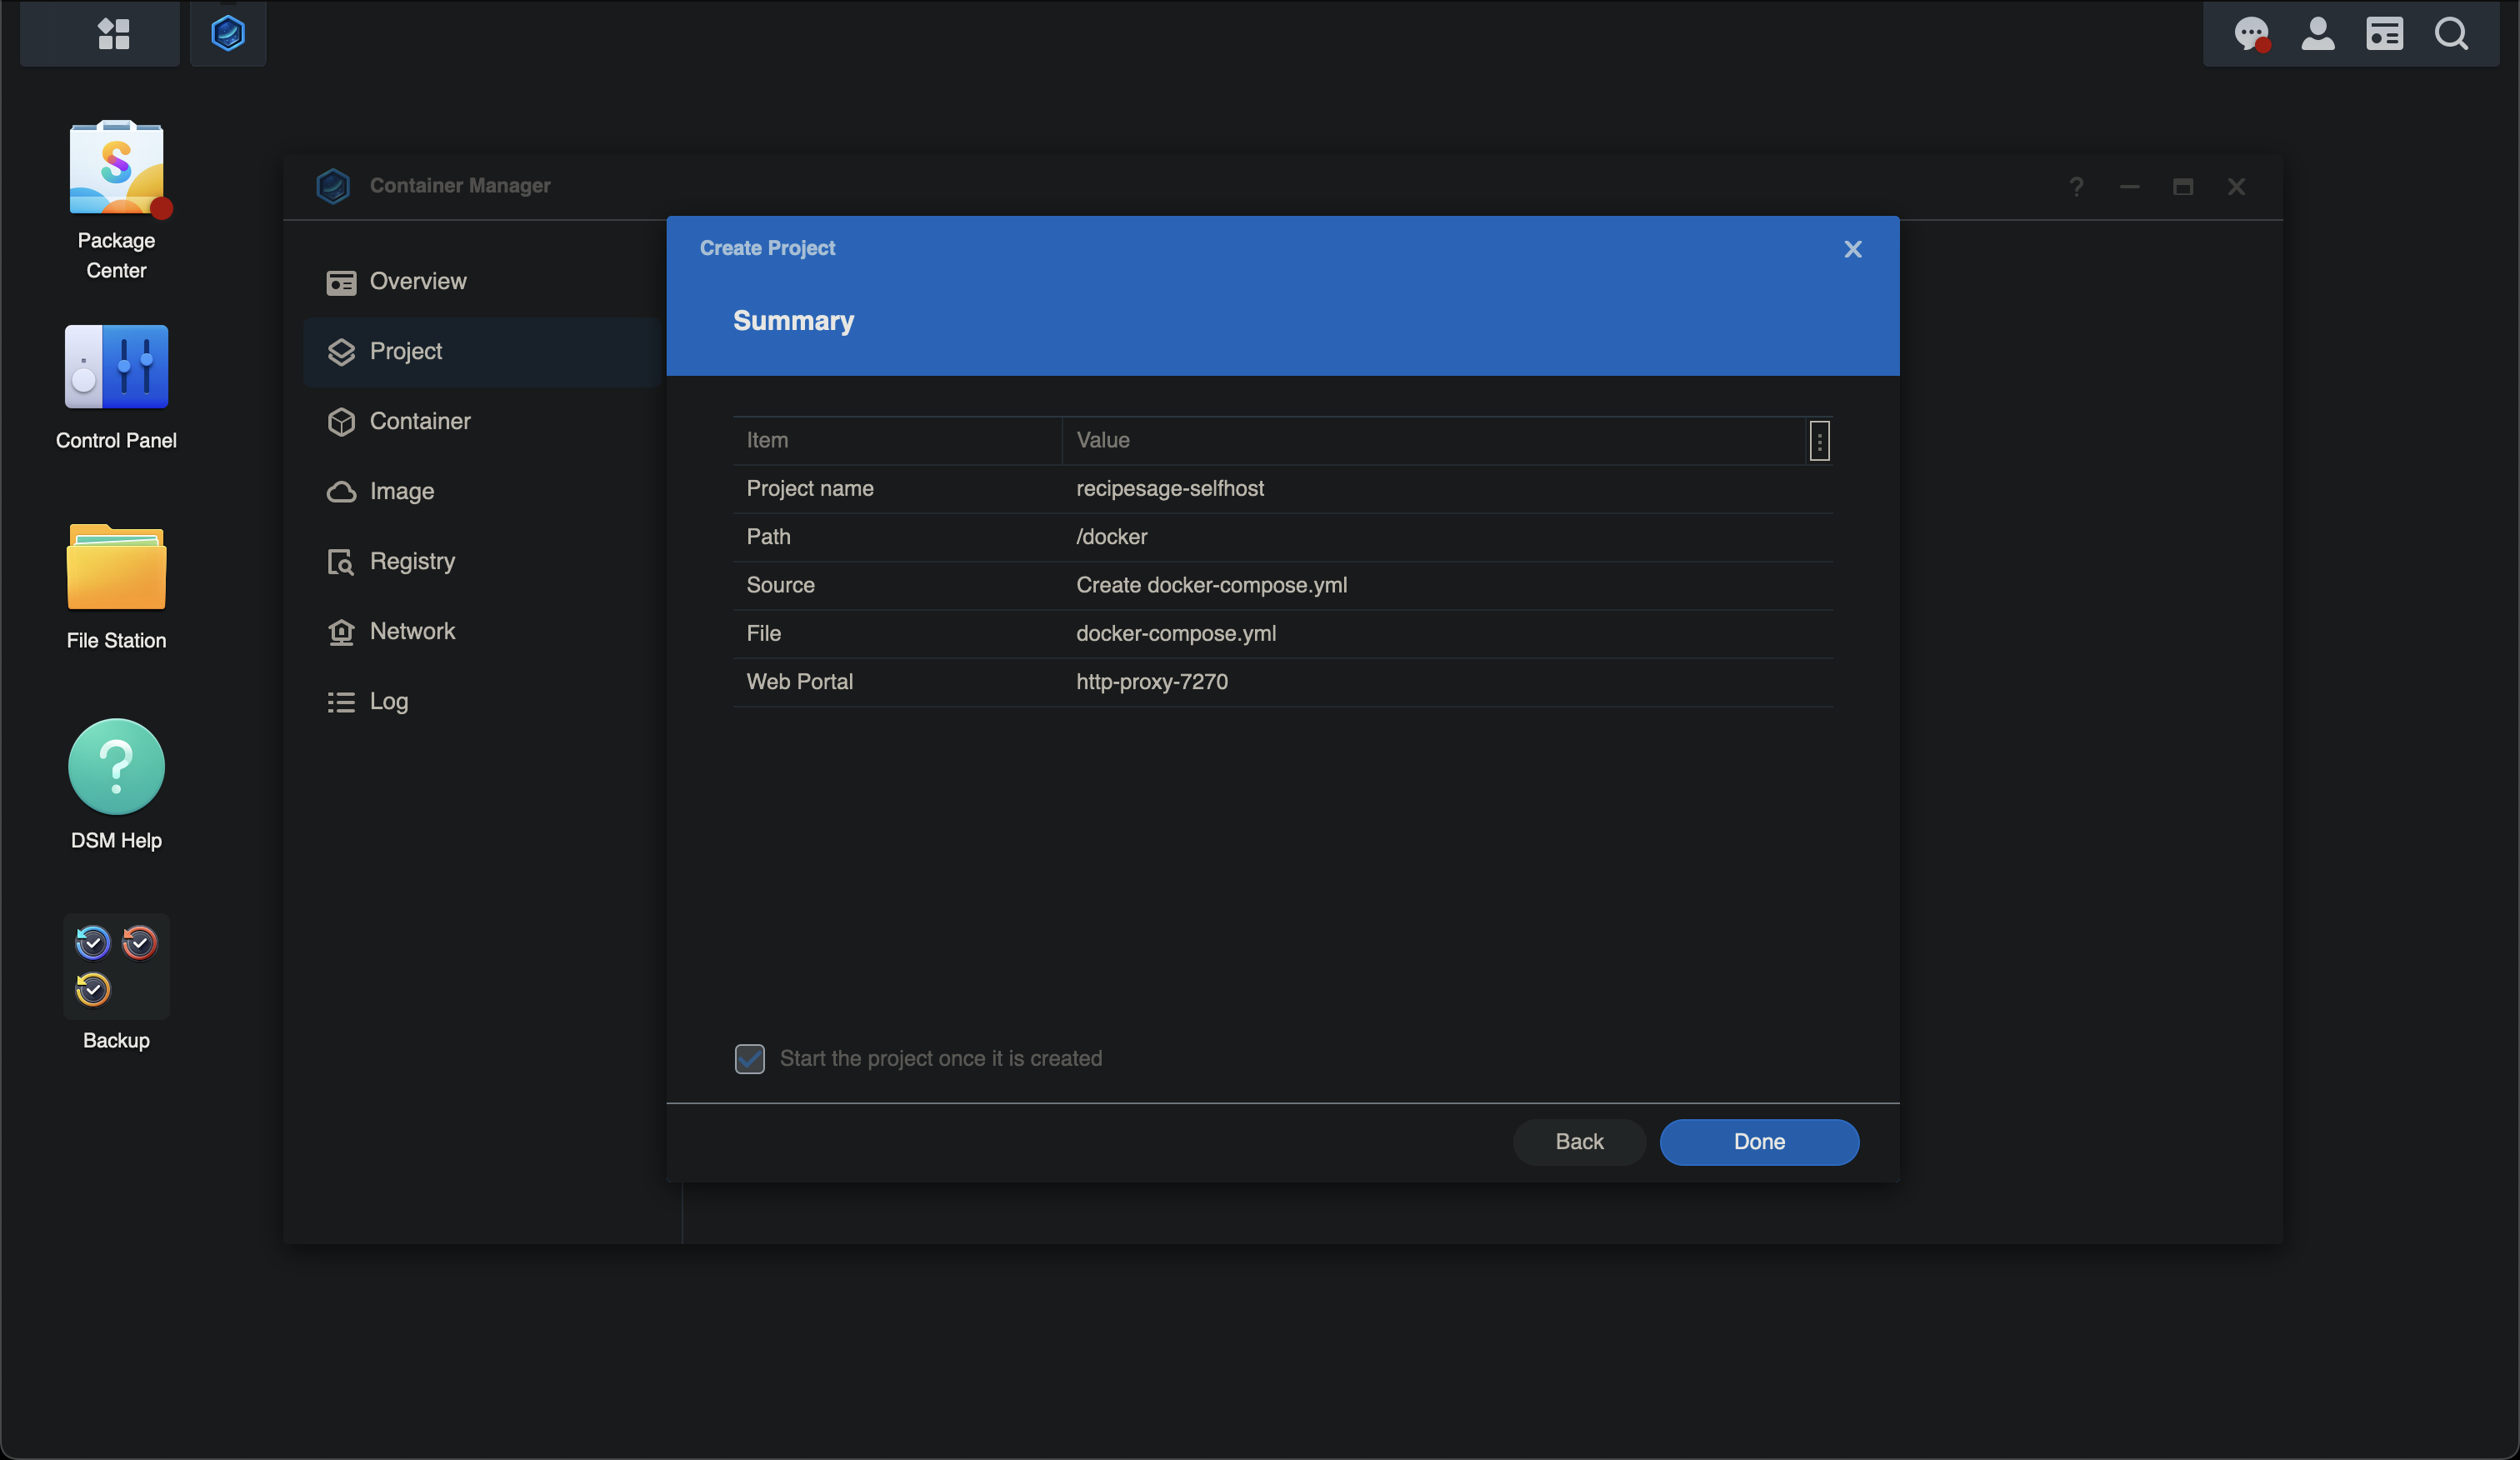 Package
Center
Control Panel
File Station
DSM Help
Backup
Container Manager
Overview
Project
Container
Image
Registry
Network
Log
Create Project
Summary
Item Value
Project name recipesage-selfhost
Path /docker
Source Create docker-compose.yml
File docker-compose.yml
Web Portal http-proxy-7270
Start the project once it is created
Back Done